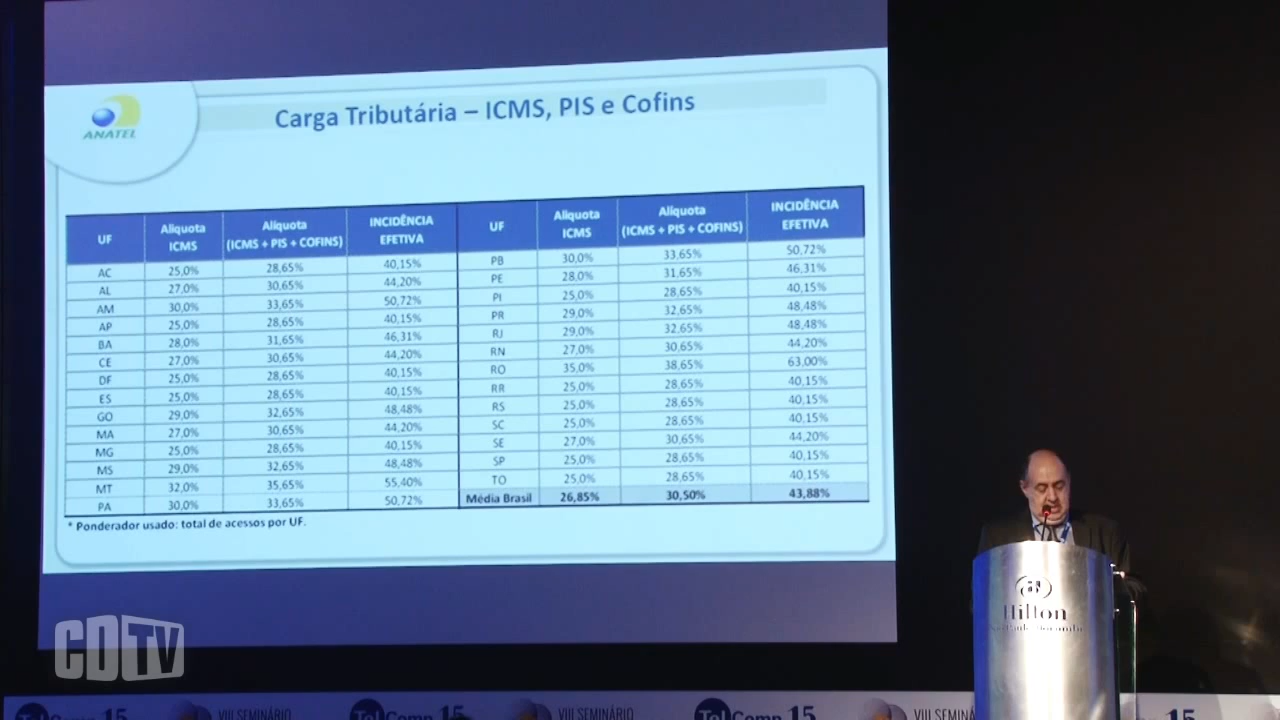 ANATEL
Carga Tributária – ICMS, PIS e Cofins
UF Alíquota ICMS Alíquota (ICMS + PIS + COFINS) INCIDÊNCIA EFETIVA UF Alíquota ICMS Alíquota (ICMS + PIS + COFINS) INCIDÊNCIA EFETIVA
AC 25,0% 28,65% 40,15% PB 30,0% 33,65% 50,72%
AL 27,0% 30,65% 44,20% PE 28,0% 31,65% 46,31%
AM 30,0% 33,65% 50,72% PI 25,0% 28,65% 40,15%
AP 25,0% 28,65% 40,15% PR 29,0% 32,65% 48,48%
BA 28,0% 31,65% 46,31% RJ 29,0% 32,65% 48,48%
CE 27,0% 30,65% 44,20% RN 27,0% 30,65% 44,20%
DF 25,0% 28,65% 40,15% RO 35,0% 38,65% 63,00%
ES 25,0% 28,65% 40,15% RR 25,0% 28,65% 40,15%
GO 29,0% 32,65% 48,48% RS 25,0% 28,65% 40,15%
MA 27,0% 30,65% 44,20% SC 25,0% 28,65% 40,15%
MG 25,0% 28,65% 40,15% SE 27,0% 30,65% 44,20%
MS 29,0% 32,65% 48,48% SP 25,0% 28,65% 40,15%
MT 32,0% 35,65% 55,40% TO 25,0% 28,65% 40,15%
PA 30,0% 33,65% 50,72% Média Brasil 26,85% 30,50% 43,88%
* Ponderador usado: total de acessos por UF.
Hilton
CDTV
TelComp 15 VIII SEMINÁRIO TelComp 15 VIII SEMINÁRIO TelComp 15 VIII 15